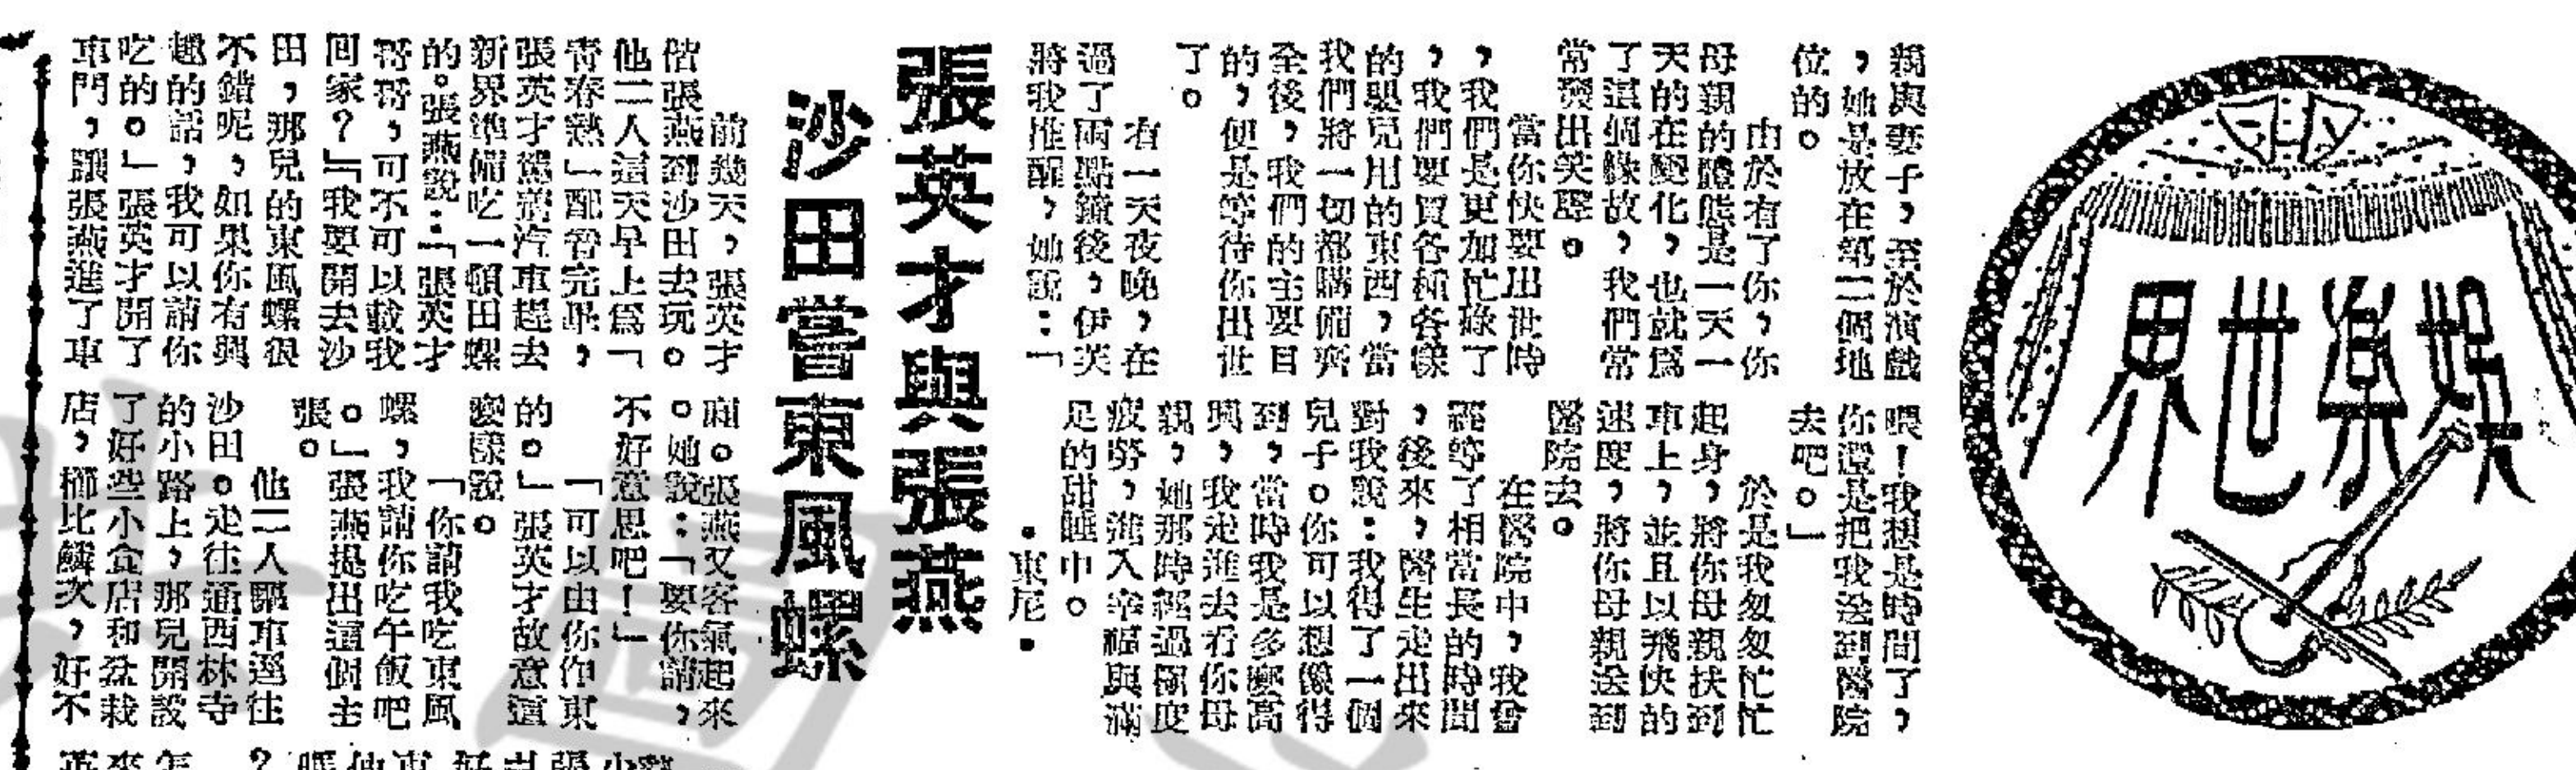 娛樂世界
親與妻子，至於演戲
，她是放在第二個地
位的。
由於有了你，你
母親的體態是一天一
天的在變化，也就爲
了這個緣故，我們常
常鬧出笑聲。
當你快要出世時
，我們是更加忙碌了
，我們要買各種各樣
的嬰兒用的東西，當
我們將一切都購備齊
全後，我們的主要目
的，便是等待你出世
了。
有一天夜晚，在
過了兩點鐘後，伊芙
將我推醒，她說：「
喂！我想是時間了，
你還是把我送到醫院
去吧。」
於是我匆匆忙忙
起身，將你母親扶到
車上，並且以飛快的
速度，將你母親送到
醫院去。
在醫院中，我曾
經等了相當長的時間
，後來，醫生走出來
對我說：我得了一個
兒子。你可以想像得
到，當時我是多麼高
興，我走進去看你母
親，她那時經過極度
疲勞，進入幸福與滿
足的甜睡中。
・東尼・
張英才與張燕
沙田嘗東風螺
前幾天，張英才
偕張燕到沙田去玩。
他二人這天早上爲「
青春熱」配音完畢，
張英才駕着汽車趕去
新界準備吃一頓田螺
的。張燕說：「張英才
哥哥，可不可以載我
回家？」「我要開去沙
田，那兒的東風螺很
不錯呢，如果你有興
趣的話，我可以請你
吃的。」張英才開了
車門，讓張燕進了車
廂。張燕又客氣起來
。她說：「要你請，
不好意思吧！」
「可以由你作東
的。」張英才故意這
麼樣說。
「你請我吃東風
螺，我請你吃午飯吧
。」張燕提出這個主
張。
他二人驅車逕往
沙田。走往通西林寺
的小路上，那兒開設
了好些小食店和盆栽
店，櫛比鱗次，好不